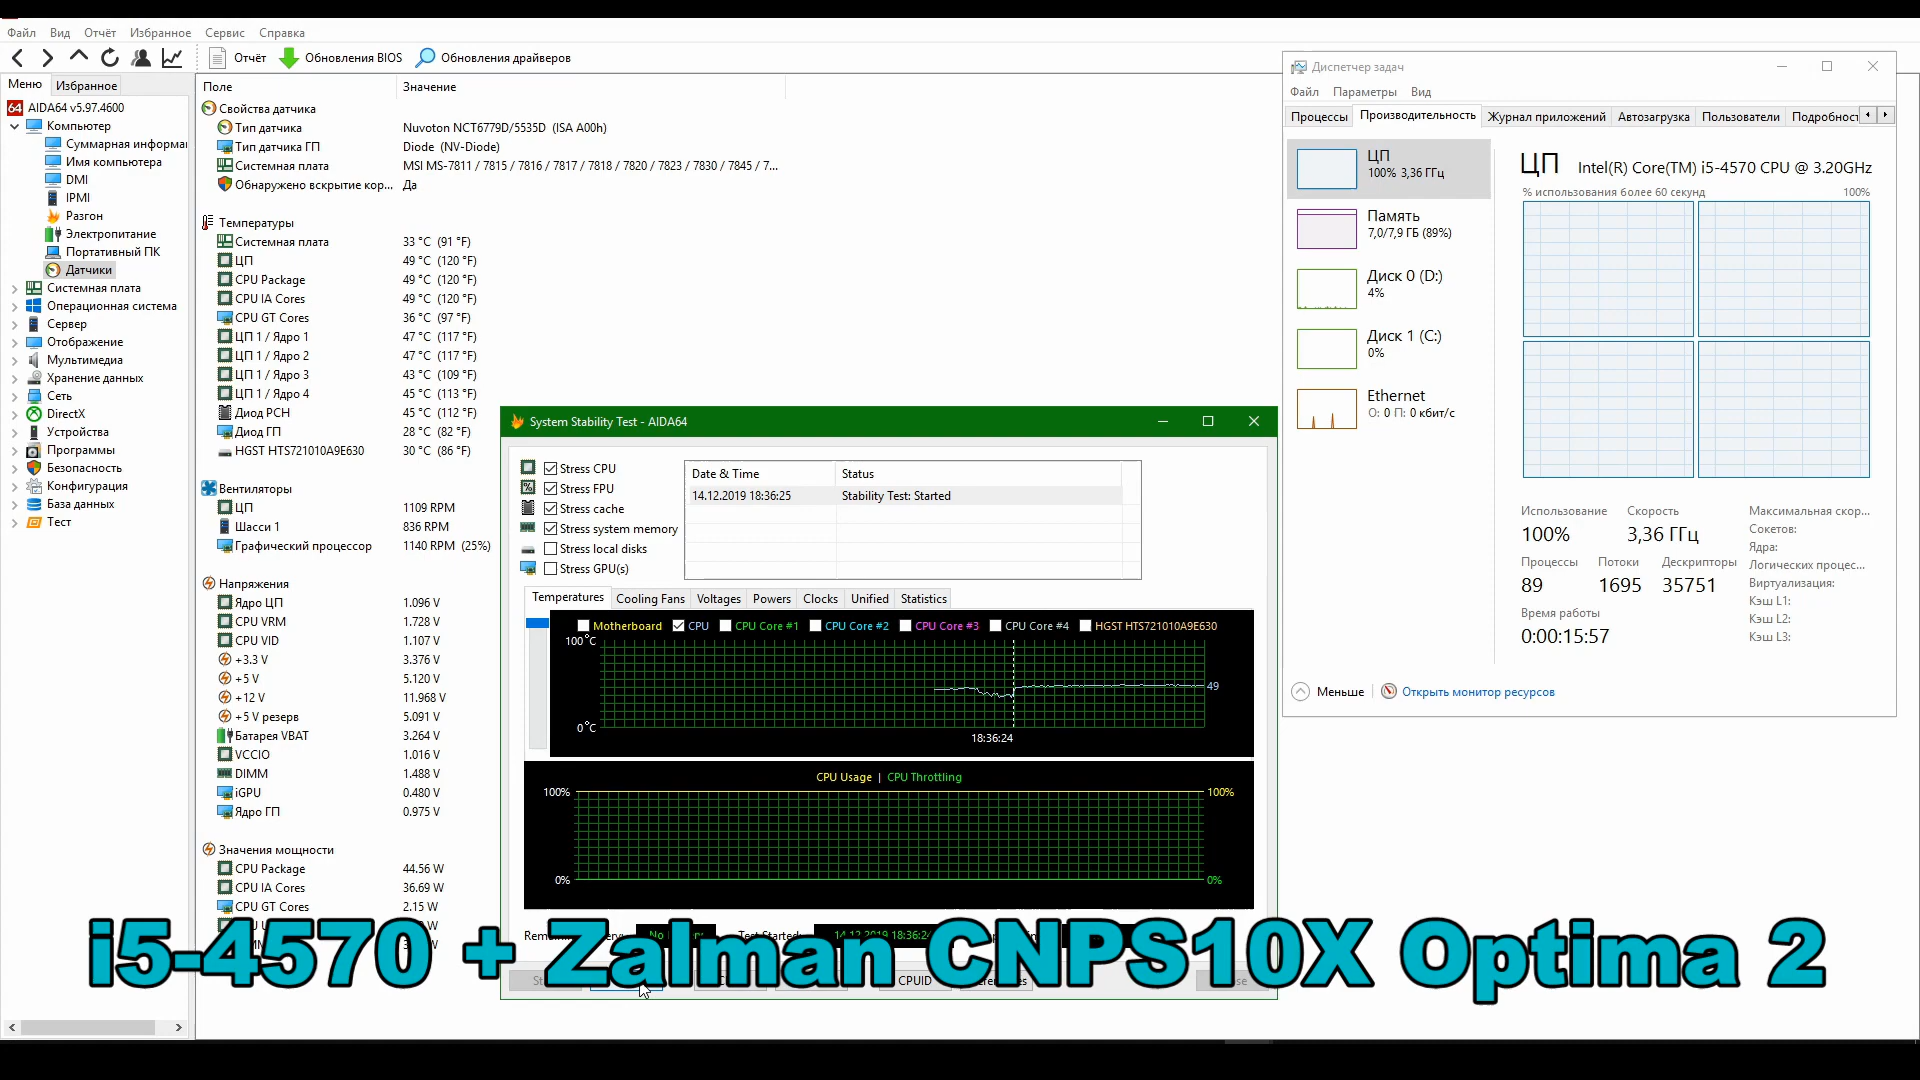 Файл Вид Отчёт Избранное Сервис Справка
Отчёт Обновления BIOS Обновления драйверов
Меню Избранное
AIDA64 v5.97.4600
Компьютер
Суммарная информа
Имя компьютера
DMI
IPMI
Разгон
Электропитание
Портативный ПК
Датчики
Системная плата
Операционная система
Сервер
Отображение
Мультимедиа
Хранение данных
Сеть
DirectX
Устройства
Программы
Безопасность
Конфигурация
База данных
Тест
Поле Значение
Свойства датчика
Тип датчика Nuvoton NCT6779D/5535D (ISA A00h)
Тип датчика ГП Diode (NV-Diode)
Системная плата MSI MS-7811 / 7815 / 7816 / 7817 / 7818 / 7820 / 7823 / 7830 / 7845 / 7...
Обнаружено вскрытие кор... Да
Температуры
Системная плата 33 °C (91 °F)
ЦП 49 °C (120 °F)
CPU Package 49 °C (120 °F)
CPU IA Cores 49 °C (120 °F)
CPU GT Cores 36 °C (97 °F)
ЦП 1 / Ядро 1 47 °C (117 °F)
ЦП 1 / Ядро 2 47 °C (117 °F)
ЦП 1 / Ядро 3 43 °C (109 °F)
ЦП 1 / Ядро 4 45 °C (113 °F)
Диод PCH 45 °C (112 °F)
Диод ГП 28 °C (82 °F)
HGST HTS721010A9E630 30 °C (86 °F)
Вентиляторы
ЦП 1109 RPM
Шасси 1 836 RPM
Графический процессор 1140 RPM (25%)
Напряжения
Ядро ЦП 1.096 V
CPU VRM 1.728 V
CPU VID 1.107 V
+3.3 V 3.376 V
+5 V 5.120 V
+12 V 11.968 V
+5 V резерв 5.091 V
Батарея VBAT 3.264 V
VCCIO 1.016 V
DIMM 1.488 V
iGPU 0.480 V
Ядро ГП 0.975 V
Значения мощности
CPU Package 44.56 W
CPU IA Cores 36.69 W
CPU GT Cores 2.15 W
System Stability Test - AIDA64
Stress CPU
Stress FPU
Stress cache
Stress system memory
Stress local disks
Stress GPU(s)
Date & Time Status
14.12.2019 18:36:25 Stability Test: Started
Temperatures Cooling Fans Voltages Powers Clocks Unified Statistics
Motherboard CPU CPU Core #1 CPU Core #2 CPU Core #3 CPU Core #4 HGST HTS721010A9E630
100°C
49
0°C
18:36:24
CPU Usage | CPU Throttling
100% 100%
0% 0%
CPUID
Диспетчер задач
Файл Параметры Вид
Процессы Производительность Журнал приложений Автозагрузка Пользователи Подробност
ЦП
100% 3,36 ГГц
Память
7,0/7,9 ГБ (89%)
Диск 0 (D:)
4%
Диск 1 (C:)
0%
Ethernet
О: 0 П: 0 кбит/с
ЦП Intel(R) Core(TM) i5-4570 CPU @ 3.20GHz
% использования более 60 секунд 100%
Использование Скорость
100% 3,36 ГГц
Процессы Потоки Дескрипторы
89 1695 35751
Время работы
0:00:15:57
Максимальная скор...
Сокетов:
Ядра:
Логических процес...
Виртуализация:
Кэш L1:
Кэш L2:
Кэш L3:
Меньше Открыть монитор ресурсов
i5-4570 + Zalman CNPS10X Optima 2